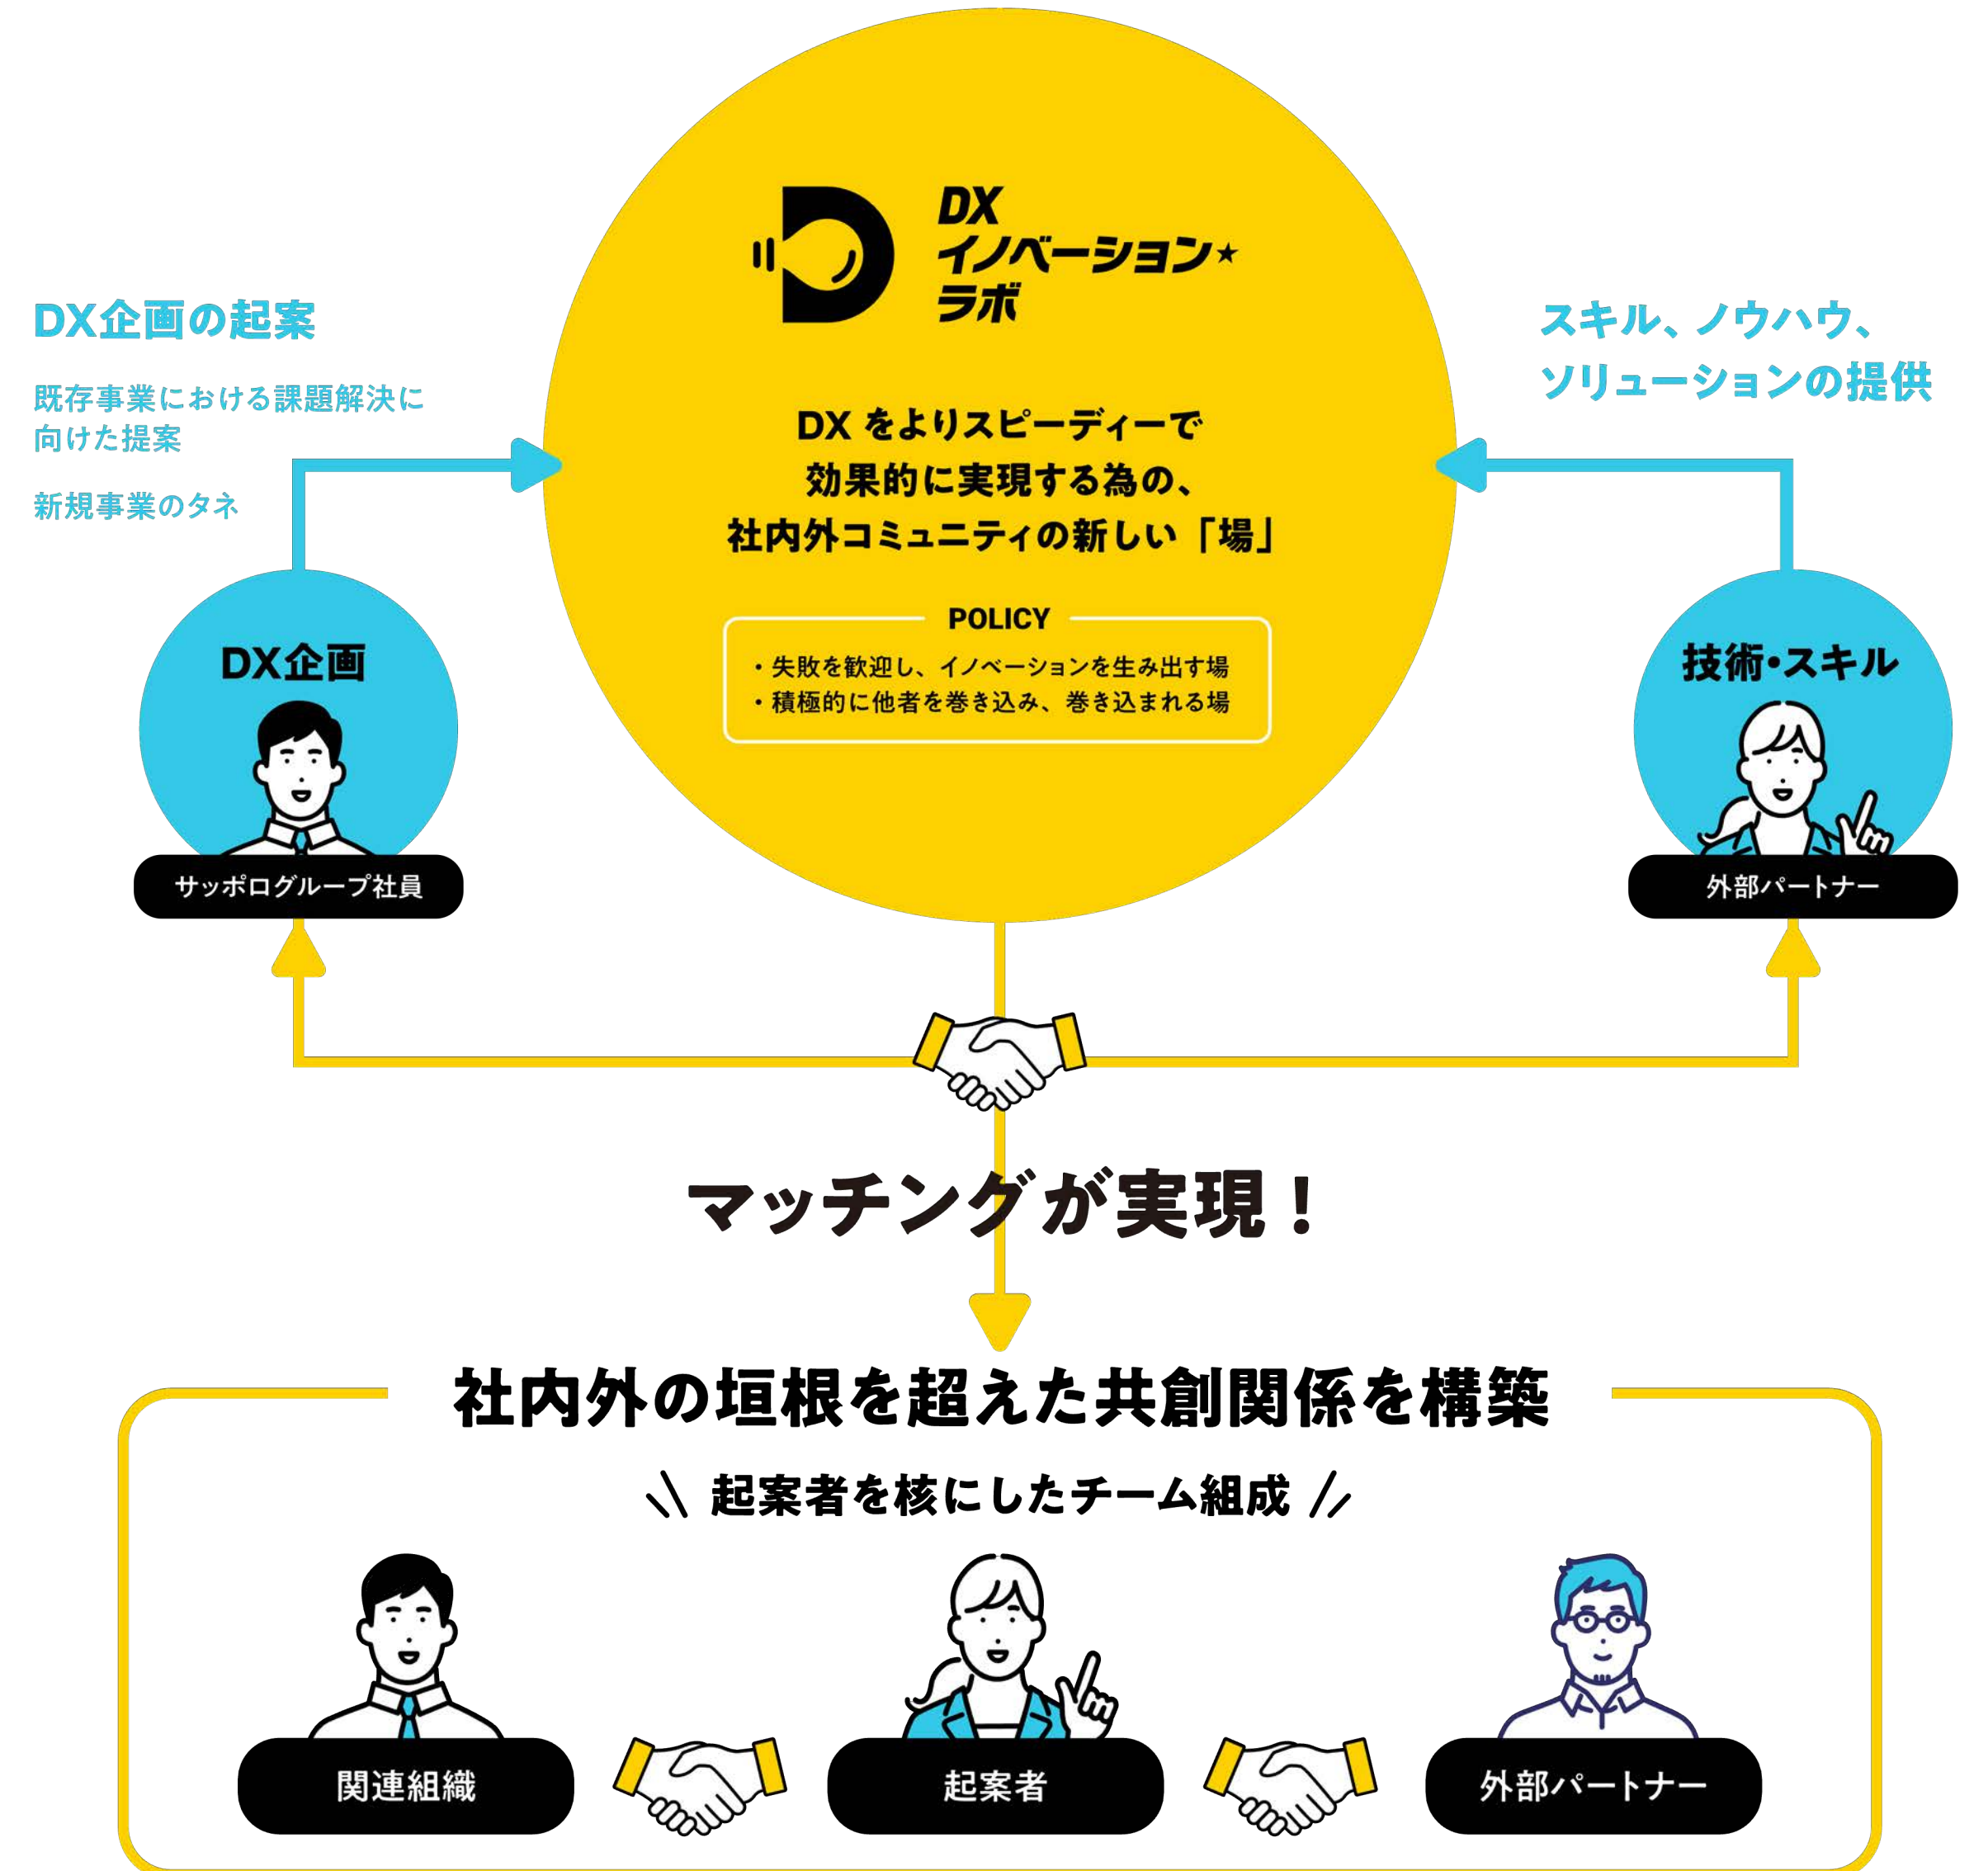 DX
イノベーション★
ラボ
DX をよりスピーディーで
効果的に実現する為の、
社内外コミュニティの新しい「場」
POLICY
・失敗を歓迎し、イノベーションを生み出す場
・積極的に他者を巻き込み、巻き込まれる場
DX企画の起案
既存事業における課題解決に
向けた提案
新規事業のタネ
DX企画
サッポログループ社員
スキル、ノウハウ、
ソリューションの提供
技術・スキル
外部パートナー
マッチングが実現！
社内外の垣根を超えた共創関係を構築
起案者を核にしたチーム組成
関連組織
起案者
外部パートナー